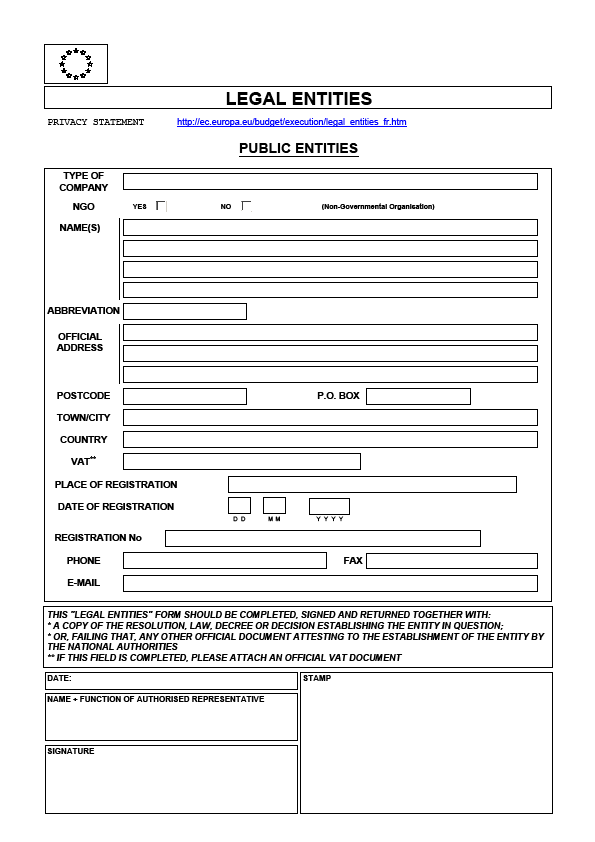 LEGAL ENTITIES
PRIVACY STATEMENT http://ec.europa.eu/budget/execution/legal_entities_fr.htm
PUBLIC ENTITIES
TYPE OF
COMPANY
NGO YES NO (Non-Governmental Organisation)
NAME(S)
ABBREVIATION
OFFICIAL
ADDRESS
POSTCODE P.O. BOX
TOWN/CITY
COUNTRY
VAT**
PLACE OF REGISTRATION
DATE OF REGISTRATION
D D M M Y Y Y Y
REGISTRATION No
PHONE FAX
E-MAIL
THIS "LEGAL ENTITIES" FORM SHOULD BE COMPLETED, SIGNED AND RETURNED TOGETHER WITH:
* A COPY OF THE RESOLUTION, LAW, DECREE OR DECISION ESTABLISHING THE ENTITY IN QUESTION;
* OR, FAILING THAT, ANY OTHER OFFICIAL DOCUMENT ATTESTING TO THE ESTABLISHMENT OF THE ENTITY BY
THE NATIONAL AUTHORITIES
** IF THIS FIELD IS COMPLETED, PLEASE ATTACH AN OFFICIAL VAT DOCUMENT
DATE: STAMP
NAME + FUNCTION OF AUTHORISED REPRESENTATIVE
SIGNATURE